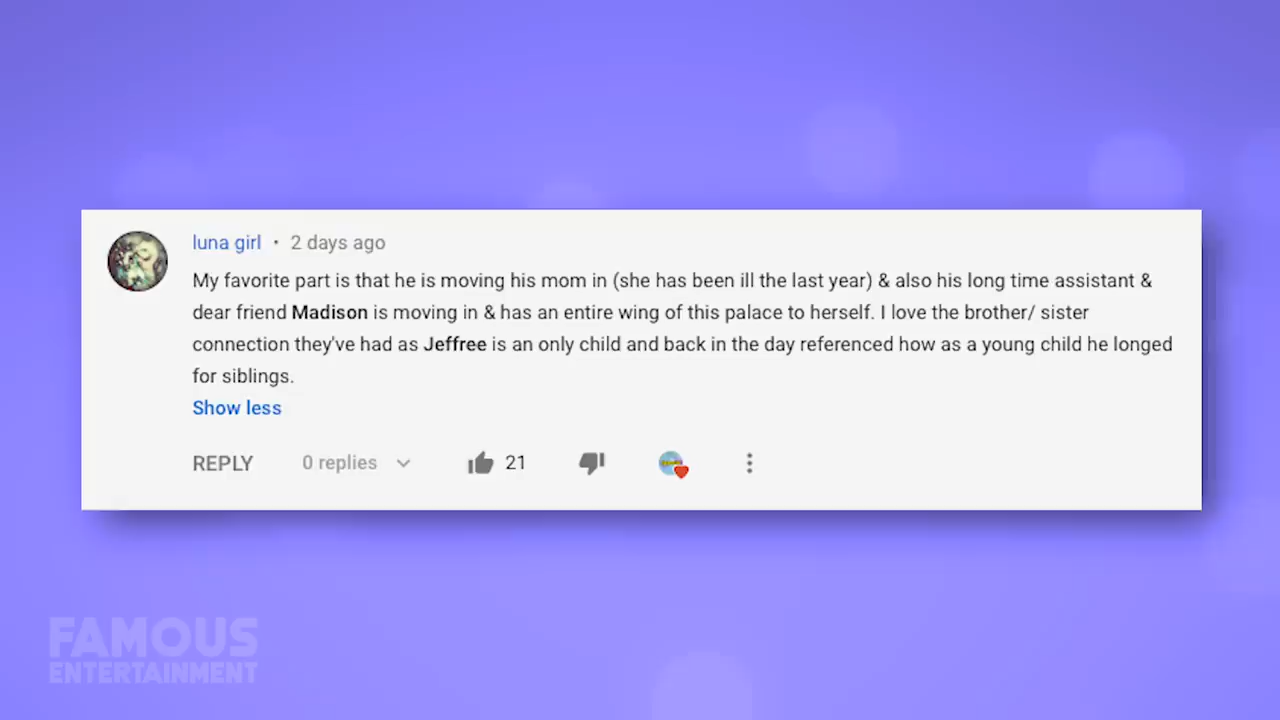 luna girl • 2 days ago
My favorite part is that he is moving his mom in (she has been ill the last year) & also his long time assistant &
dear friend Madison is moving in & has an entire wing of this palace to herself. I love the brother/ sister
connection they've had as Jeffree is an only child and back in the day referenced how as a young child he longed
for siblings.
Show less
REPLY 0 replies 21
FAMOUS
ENTERTAINMENT